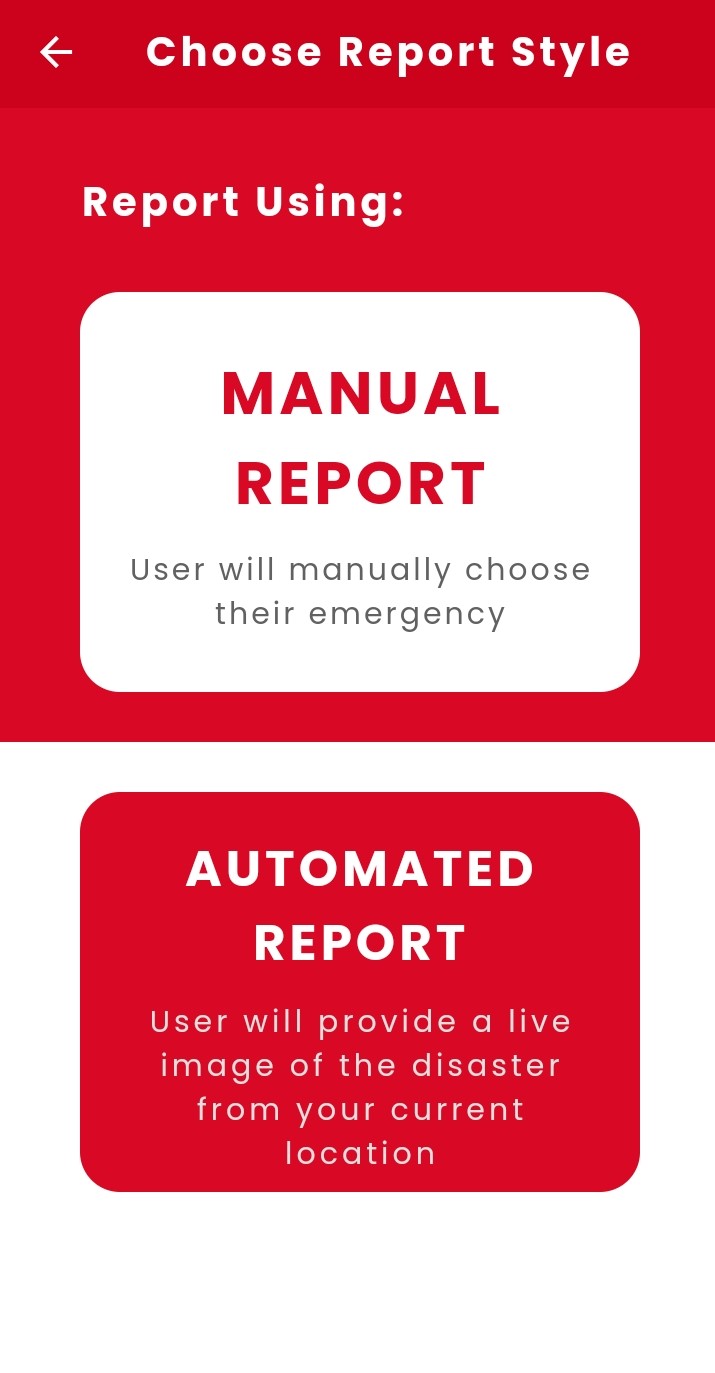 Choose Report Style
Report Using:
MANUAL
REPORT
User will manually choose
their emergency
AUTOMATED
REPORT
User will provide a live
image of the disaster
from your current
location